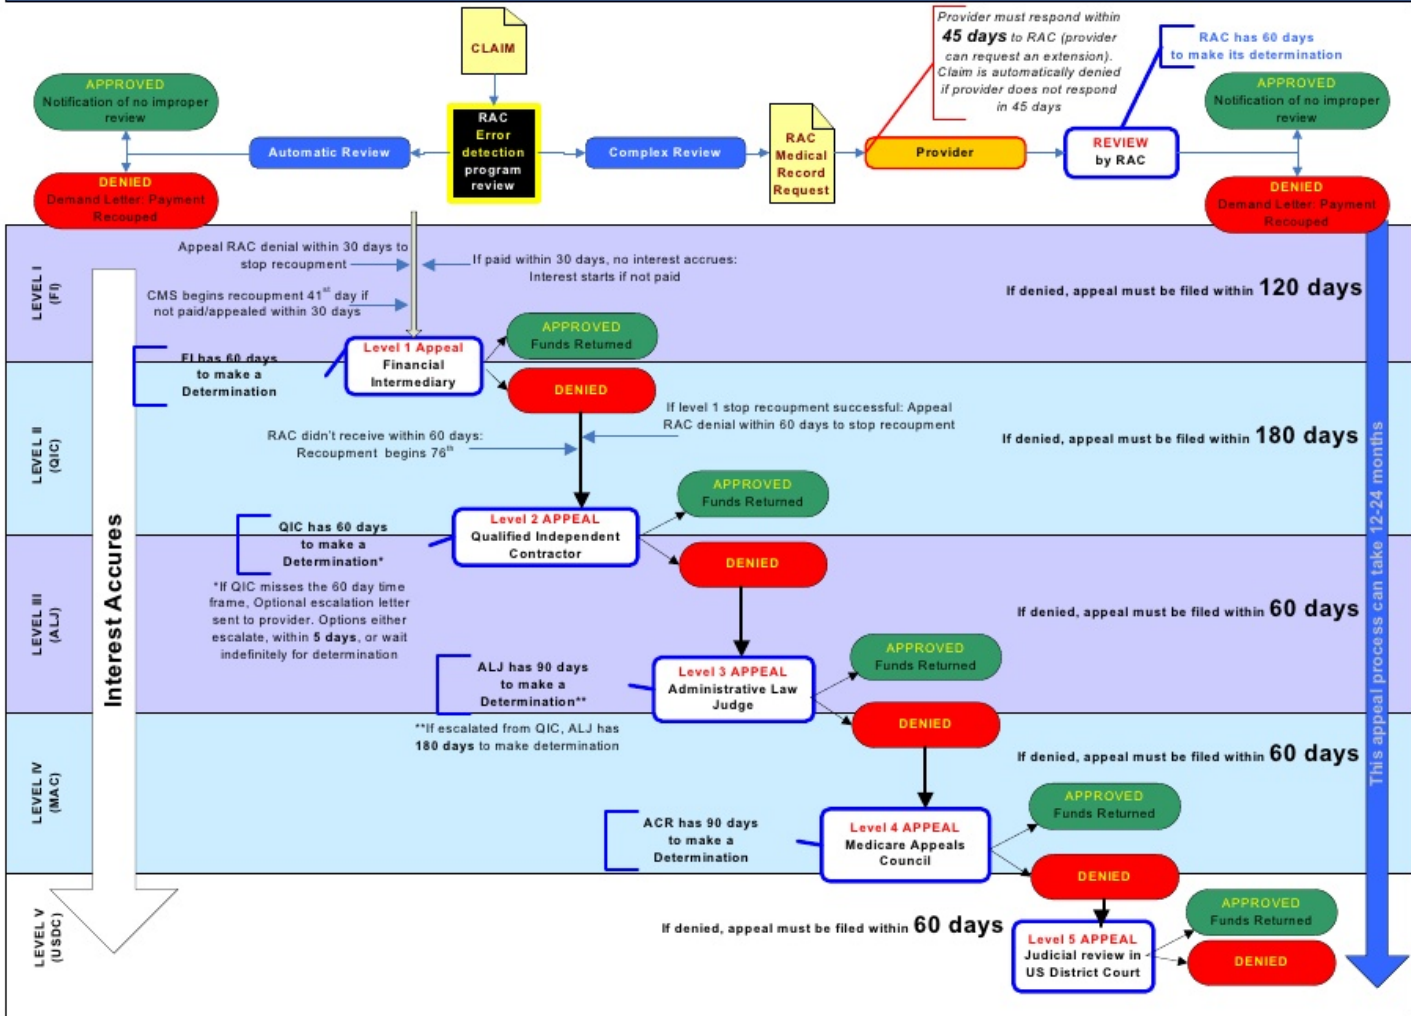 CLAIM
Provider must respond within
45 days to RAC (provider
can request an extension).
Claim is automatically denied
if provider does not respond
in 45 days
RAC has 60 days
to make its determination
APPROVED
Notification of no improper
review
RAC
Error
detection
program
review
Automatic Review
Complex Review
RAC
Medical
Record
Request
Provider
REVIEW
by RAC
APPROVED
Notification of no improper
review
DENIED
Demand Letter: Payment
Recouped
DENIED
Demand Letter: Payment
Recouped
LEVEL I
(FI)
Appeal RAC denial within 30 days to
stop recoupment
If paid within 30 days, no interest accrues:
Interest starts if not paid
CMS begins recoupment 41st day if
not paid/appealed within 30 days
If denied, appeal must be filed within 120 days
FI has 60 days
to make a
Determination
Level 1 Appeal
Financial
Intermediary
APPROVED
Funds Returned
DENIED
LEVEL II
(QIC)
If level 1 stop recoupment successful: Appeal
RAC denial within 60 days to stop recoupment
RAC didn't receive within 60 days:
Recoupment begins 76th
If denied, appeal must be filed within 180 days
QIC has 60 days
to make a
Determination*
Level 2 APPEAL
Qualified Independent
Contractor
APPROVED
Funds Returned
DENIED
LEVEL III
(ALJ)
*If QIC misses the 60 day time
frame, Optional escalation letter
sent to provider. Options either
escalate, within 5 days, or wait
indefinitely for determination
If denied, appeal must be filed within 60 days
ALJ has 90 days
to make a
Determination**
Level 3 APPEAL
Administrative Law
Judge
APPROVED
Funds Returned
DENIED
LEVEL IV
(MAC)
**If escalated from QIC, ALJ has
180 days to make determination
If denied, appeal must be filed within 60 days
ACR has 90 days
to make a
Determination
Level 4 APPEAL
Medicare Appeals
Council
APPROVED
Funds Returned
DENIED
LEVEL V
(USDC)
If denied, appeal must be filed within 60 days
Level 5 APPEAL
Judicial review in
US District Court
APPROVED
Funds Returned
DENIED
Interest Accures
This appeal process can take 12-24 months